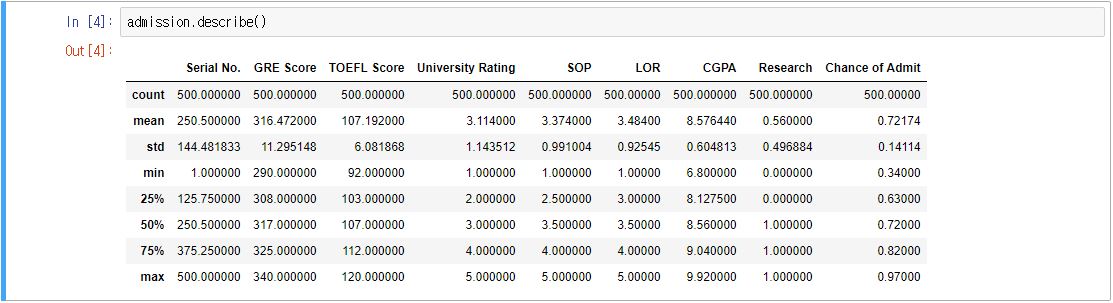 In [4]: admission.describe()
Out[4]:
Serial No. GRE Score TOEFL Score University Rating SOP LOR CGPA Research Chance of Admit
count 500.000000 500.000000 500.000000 500.000000 500.000000 500.00000 500.000000 500.000000 500.00000
mean 250.500000 316.472000 107.192000 3.114000 3.374000 3.48400 8.576440 0.560000 0.72174
std 144.481833 11.295148 6.081868 1.143512 0.991004 0.92545 0.604813 0.496884 0.14114
min 1.000000 290.000000 92.000000 1.000000 1.000000 1.00000 6.800000 0.000000 0.34000
25% 125.750000 308.000000 103.000000 2.000000 2.500000 3.00000 8.127500 0.000000 0.63000
50% 250.500000 317.000000 107.000000 3.000000 3.500000 3.50000 8.560000 1.000000 0.72000
75% 375.250000 325.000000 112.000000 4.000000 4.000000 4.00000 9.040000 1.000000 0.82000
max 500.000000 340.000000 120.000000 5.000000 5.000000 5.00000 9.920000 1.000000 0.97000